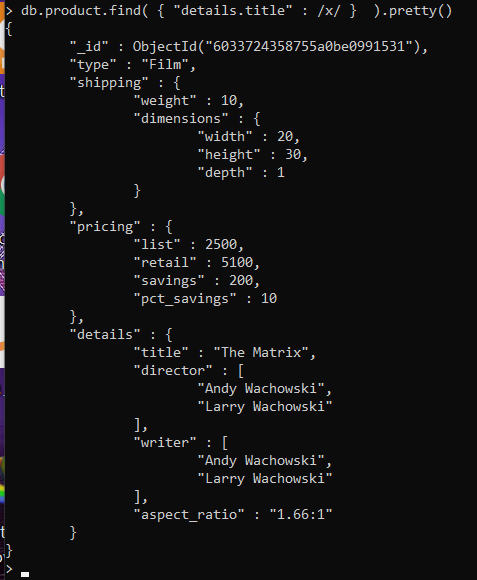 > db.product.find( { "details.title" : /x/ }  ).pretty()
{
        "_id" : ObjectId("6033724358755a0be0991531"),
        "type" : "Film",
        "shipping" : {
                "weight" : 10,
                "dimensions" : {
                        "width" : 20,
                        "height" : 30,
                        "depth" : 1
                }
        },
        "pricing" : {
                "list" : 2500,
                "retail" : 5100,
                "savings" : 200,
                "pct_savings" : 10
        },
        "details" : {
                "title" : "The Matrix",
                "director" : [
                        "Andy Wachowski",
                        "Larry Wachowski"
                ],
                "writer" : [
                        "Andy Wachowski",
                        "Larry Wachowski"
                ],
                "aspect_ratio" : "1.66:1"
        }
}
>